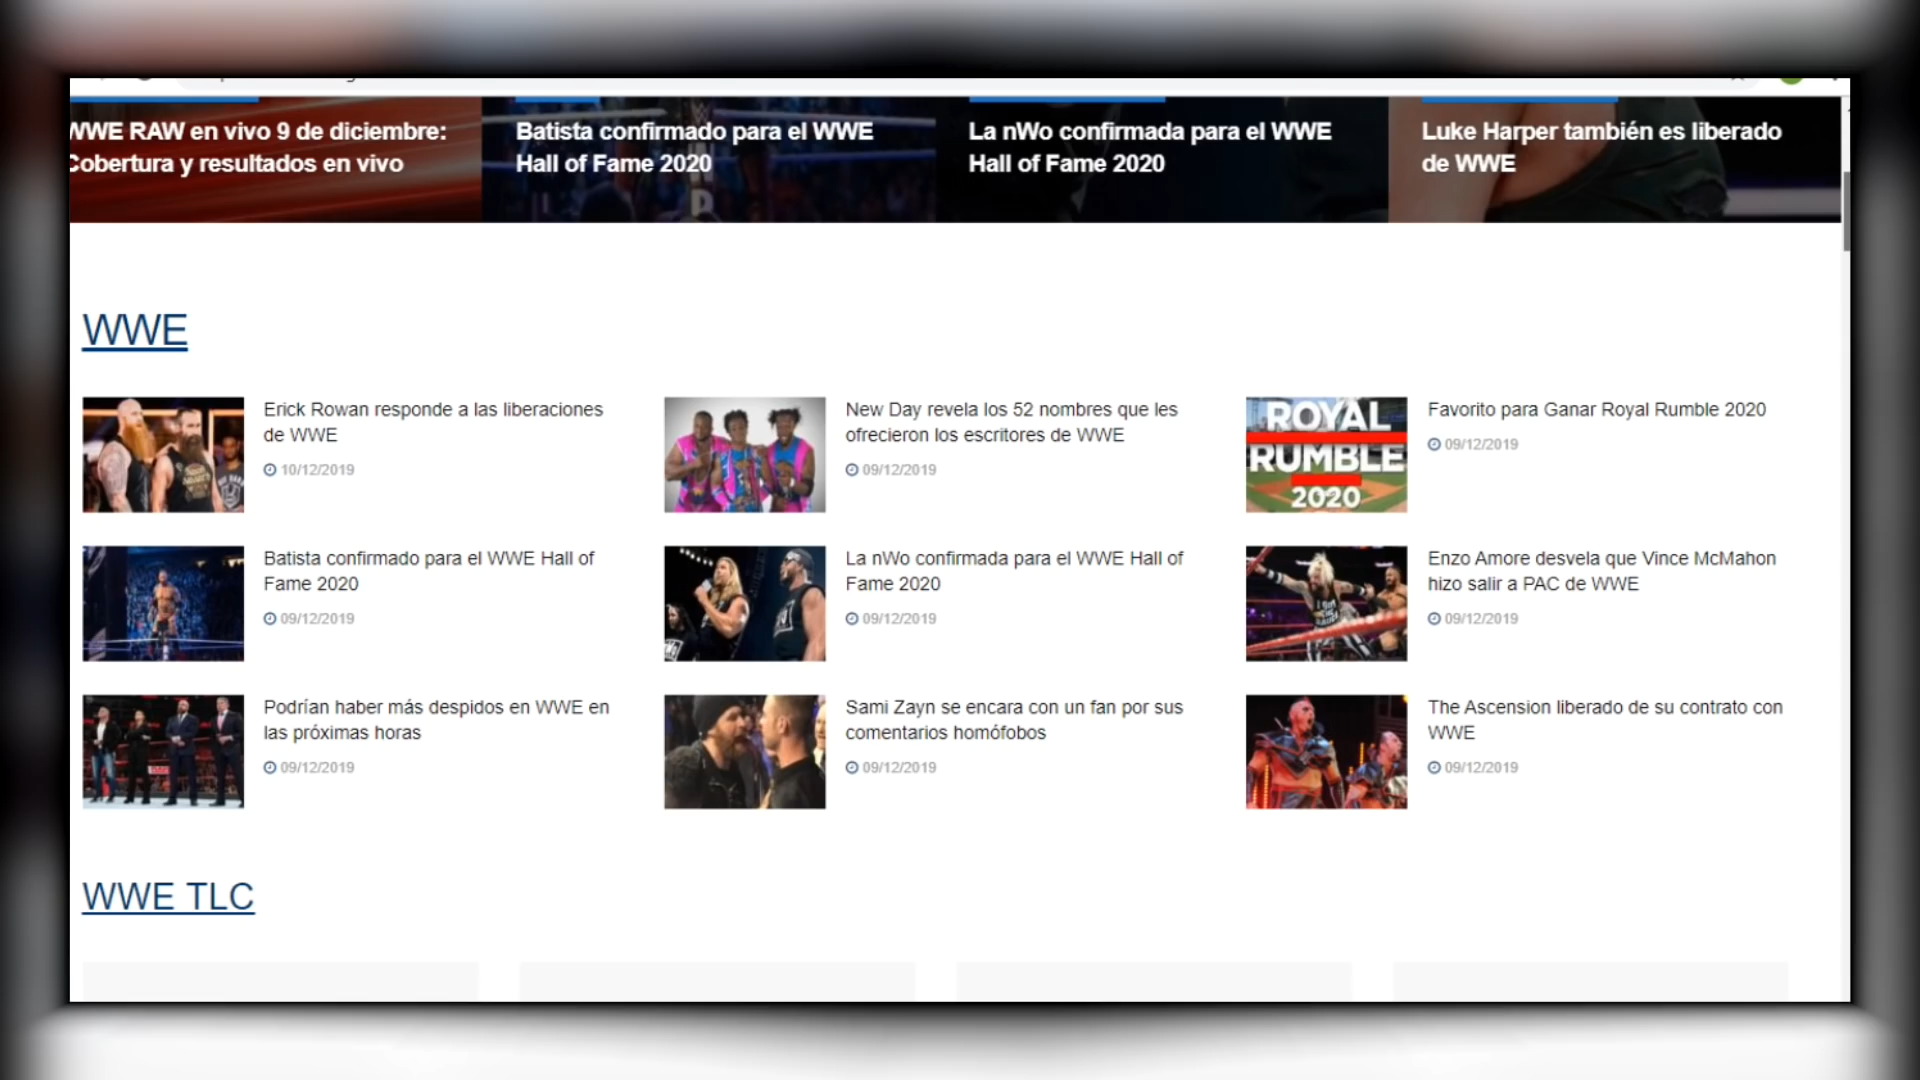 WWE RAW en vivo 9 de diciembre:
Cobertura y resultados en vivo
Batista confirmado para el WWE
Hall of Fame 2020
La nWo confirmada para el WWE
Hall of Fame 2020
Luke Harper también es liberado
de WWE
WWE
Erick Rowan responde a las liberaciones
de WWE
10/12/2019
New Day revela los 52 nombres que les
ofrecieron los escritores de WWE
09/12/2019
ROYAL
RUMBLE
2020
Favorito para Ganar Royal Rumble 2020
09/12/2019
Batista confirmado para el WWE Hall of
Fame 2020
09/12/2019
La nWo confirmada para el WWE Hall of
Fame 2020
09/12/2019
Enzo Amore desvela que Vince McMahon
hizo salir a PAC de WWE
09/12/2019
Podrían haber más despidos en WWE en
las próximas horas
09/12/2019
Sami Zayn se encara con un fan por sus
comentarios homófobos
09/12/2019
The Ascension liberado de su contrato con
WWE
09/12/2019
WWE TLC